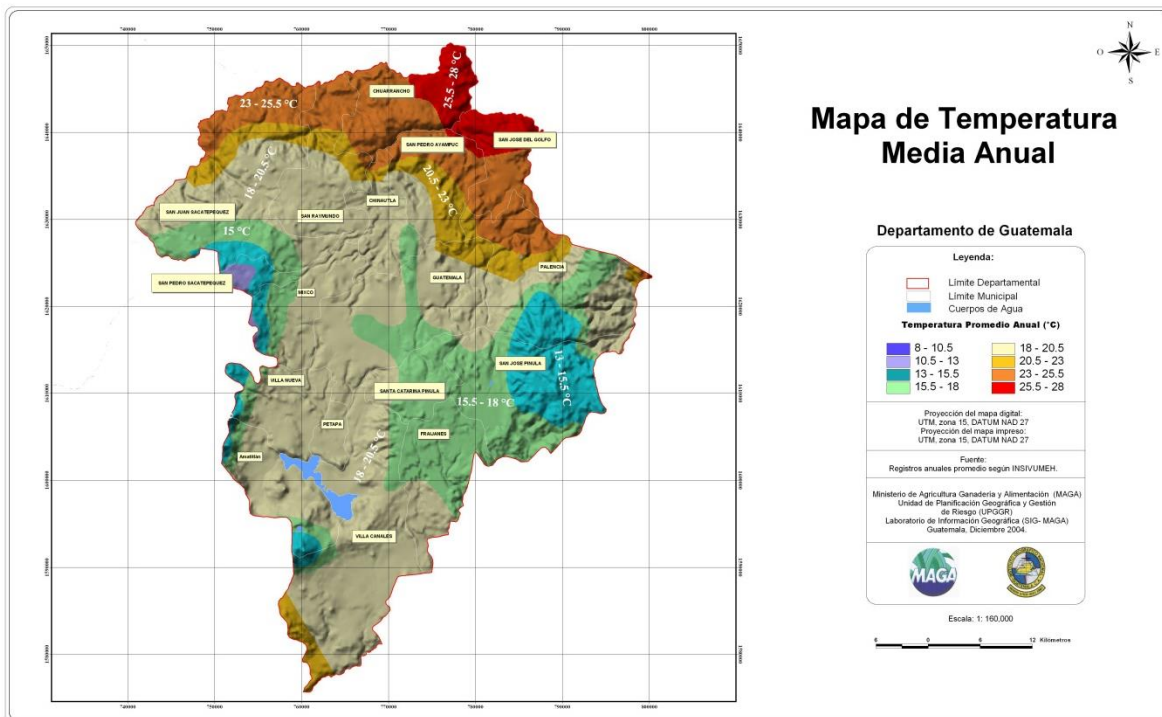 N
O
E
S
Mapa de Temperatura
Media Anual
Departamento de Guatemala
Leyenda:
Límite Departamental
Límite Municipal
Cuerpos de Agua
Temperatura Promedio Anual (°C)
8 - 10.5
10.5 - 13
13 - 15.5
15.5 - 18
18 - 20.5
20.5 - 23
23 - 25.5
25.5 - 28
Proyección del mapa digital:
UTM, zona 15, DATUM NAD 27
Proyección del mapa impreso:
UTM, zona 15, DATUM NAD 27
Fuente:
Registros anuales promedio según INSIVUMEH.
Ministerio de Agricultura Ganadería y Alimentación (MAGA)
Unidad de Planificación Geográfica y Gestión
de Riesgo (UPGGR)
Laboratorio de Información Geográfica (SIG- MAGA)
Guatemala, Diciembre 2004.
MAGA
Escala: 1: 160,000
6 0 6 12 Kilómetros
25.5 - 28 °C
CHUARRANCHO
23 - 25.5 °C
SAN JOSE DEL GOLFO
SAN PEDRO AYAMPUC
18 - 20.5 °C
20.5 - 23 °C
CHINAUTLA
SAN JUAN SACATEPEQUEZ
SAN RAYMUNDO
15 °C
PALENCIA
GUATEMALA
SAN PEDRO SACATEPEQUEZ
MIXCO
SAN JOSE PINULA
13 - 15.5 °C
VILLA NUEVA
SANTA CATARINA PINULA
15.5 - 18 °C
PETAPA
FRAIJANES
18 - 20.5 °C
Amatitlán
VILLA CANALES